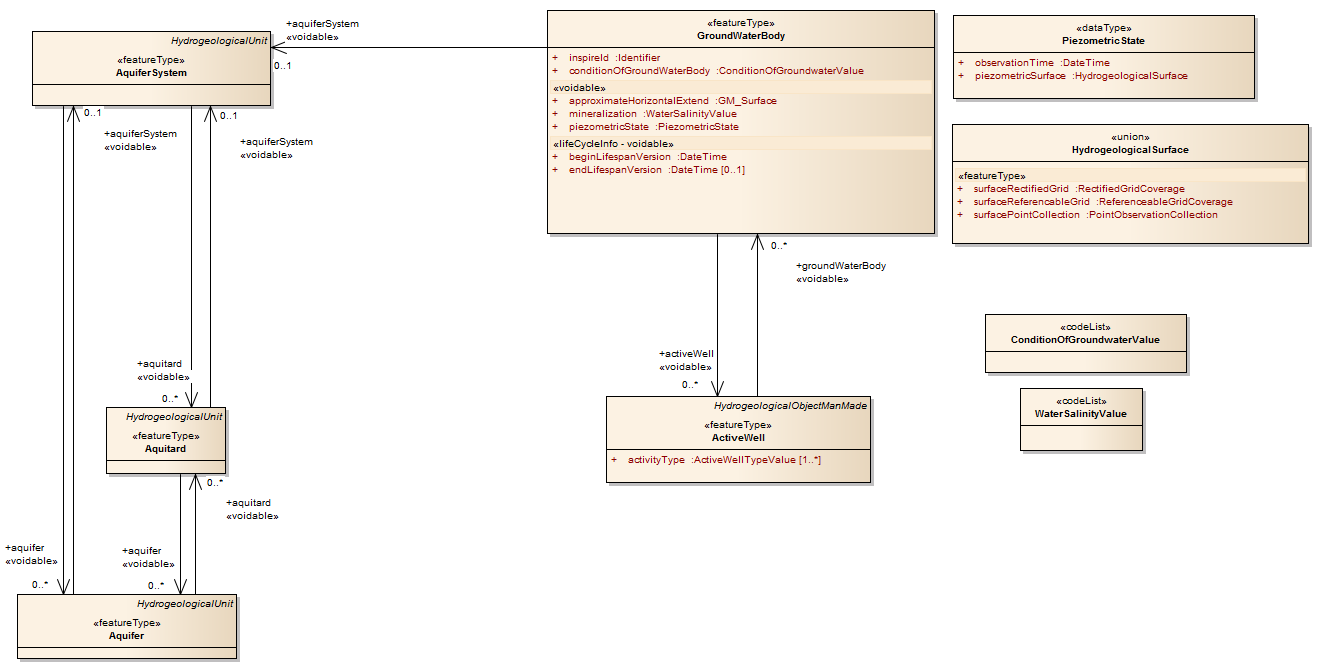 +aquiferSystem
«voidable»
0..1
HydrogeologicalUnit
«featureType»
AquiferSystem
«featureType»
GroundWaterBody
+ inspireId :Identifier
+ conditionOfGroundWaterBody :ConditionOfGroundwaterValue
«voidable»
+ approximateHorizontalExtend :GM_Surface
+ mineralization :WaterSalinityValue
+ piezometricState :PiezometricState
«lifeCycleInfo - voidable»
+ beginLifespanVersion :DateTime
+ endLifespanVersion :DateTime [0..1]
«dataType»
PiezometricState
+ observationTime :DateTime
+ piezometricSurface :HydrogeologicalSurface
«union»
HydrogeologicalSurface
«featureType»
+ surfaceRectifiedGrid :RectifiedGridCoverage
+ surfaceReferencableGrid :ReferenceableGridCoverage
+ surfacePointCollection :PointObservationCollection
0..1
+aquiferSystem
«voidable»
0..1
+aquiferSystem
«voidable»
0..*
+groundWaterBody
«voidable»
«codeList»
ConditionOfGroundwaterValue
«codeList»
WaterSalinityValue
+aquitard
«voidable»
0..*
+activeWell
«voidable»
0..*
HydrogeologicalUnit
«featureType»
Aquitard
HydrogeologicalObjectManMade
«featureType»
ActiveWell
+ activityType :ActiveWellTypeValue [1..*]
0..*
+aquitard
«voidable»
+aquifer
«voidable»
0..*
+aquifer
«voidable»
0..*
HydrogeologicalUnit
«featureType»
Aquifer